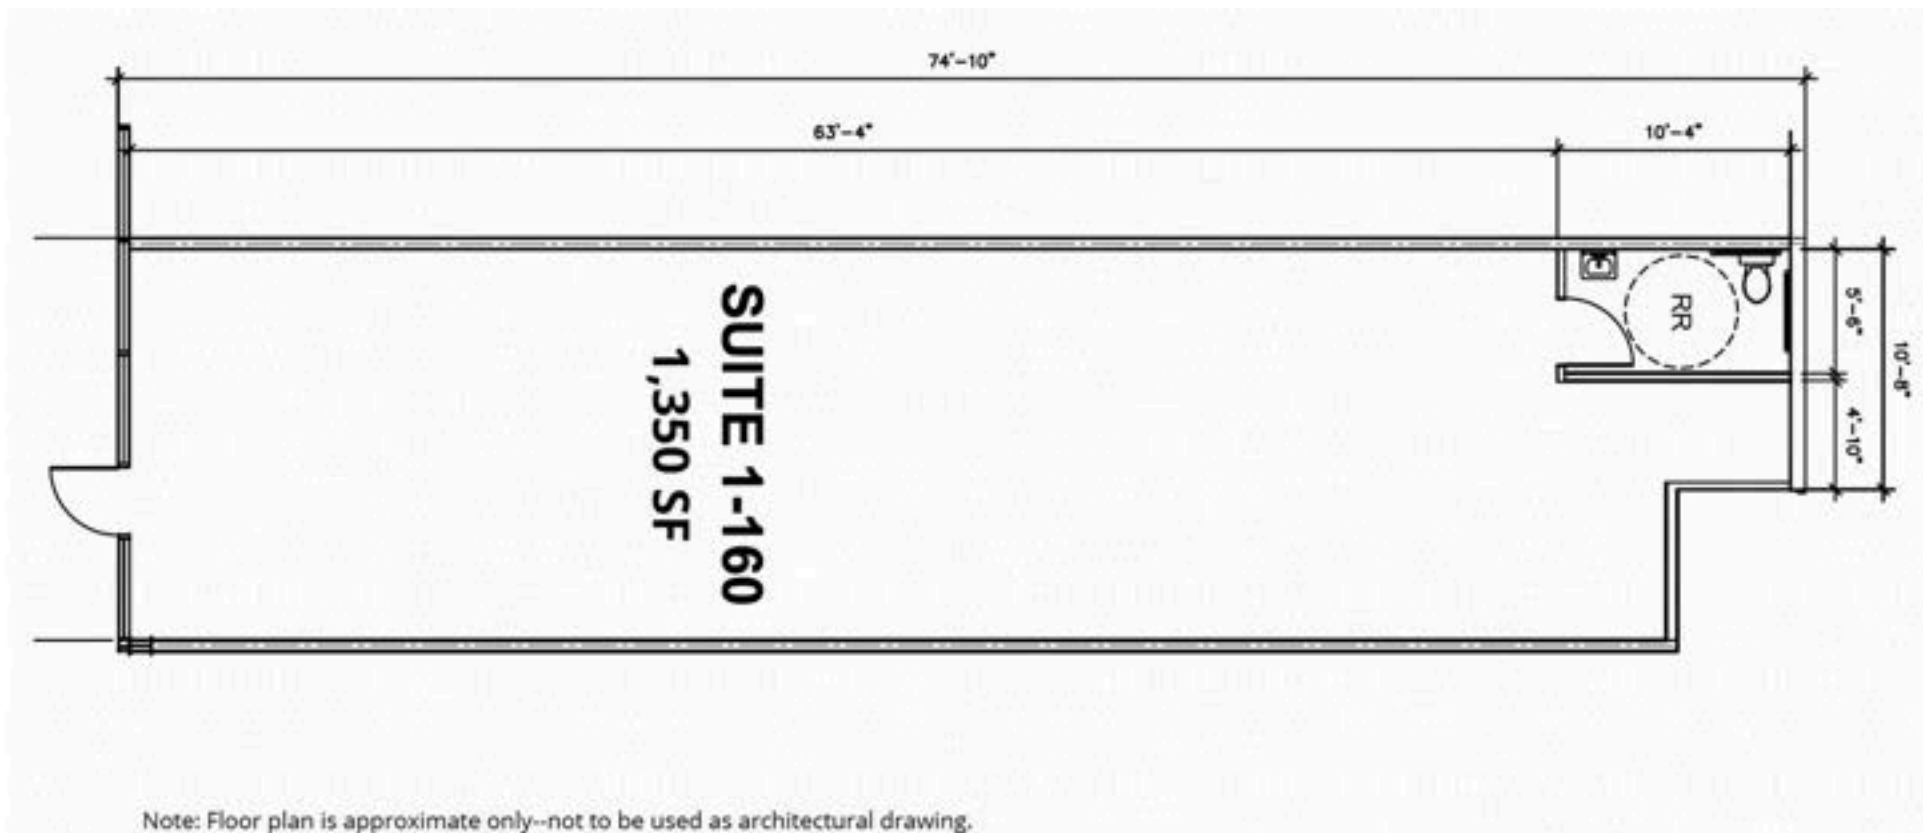 74'-10"
63'-4"
10'-4"
5'-6"
10'-8"
4'-10"
RR
SUITE 1-160
1,350 SF
Note: Floor plan is approximate only--not to be used as architectural drawing.